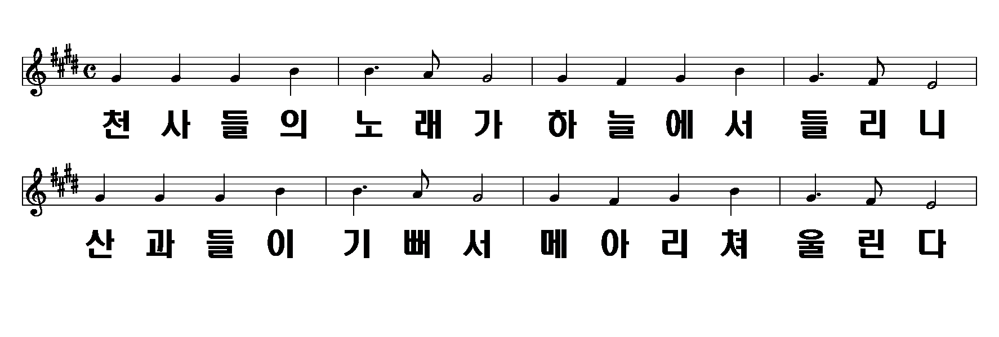 천 사 들 의 노 래 가 하 늘 에 서 들 리 니
산 과 들 이 기 뻐 서 메 아 리 쳐 울 린 다